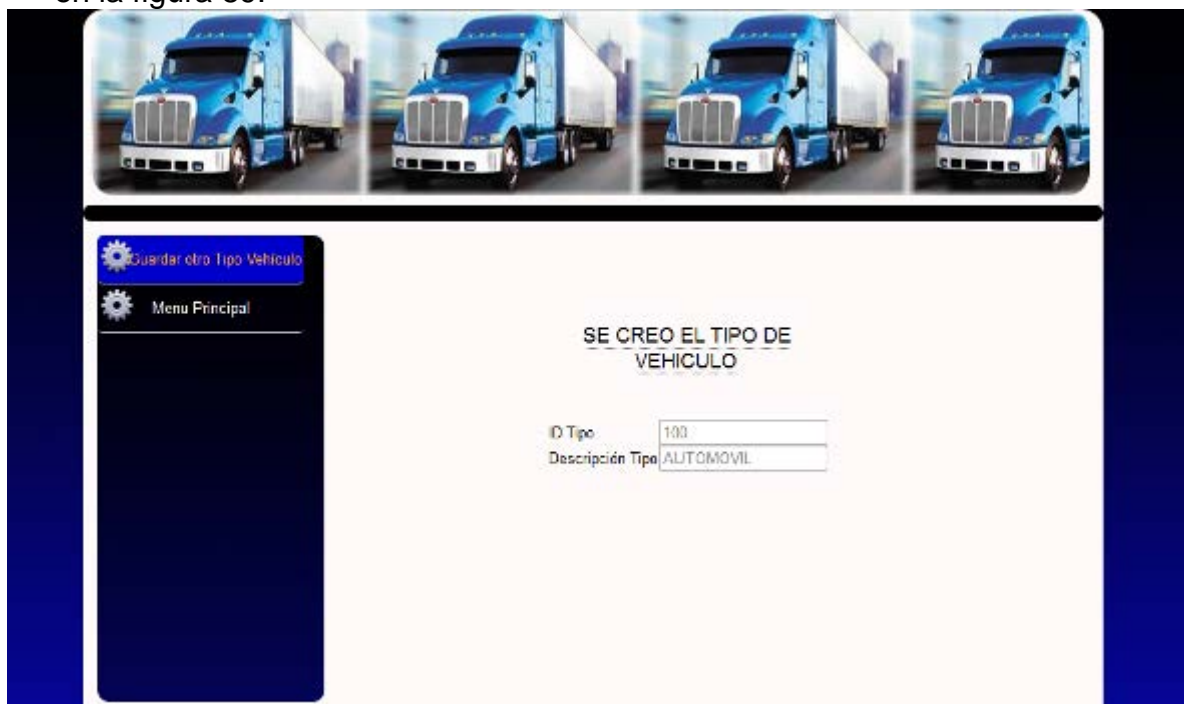 en la figura
Guardar otro Tipo Vehiculo
Menu Principal
SE CREO EL TIPO DE
VEHICULO
ID Tipo 100
Descripción Tipo AUTOMOVIL